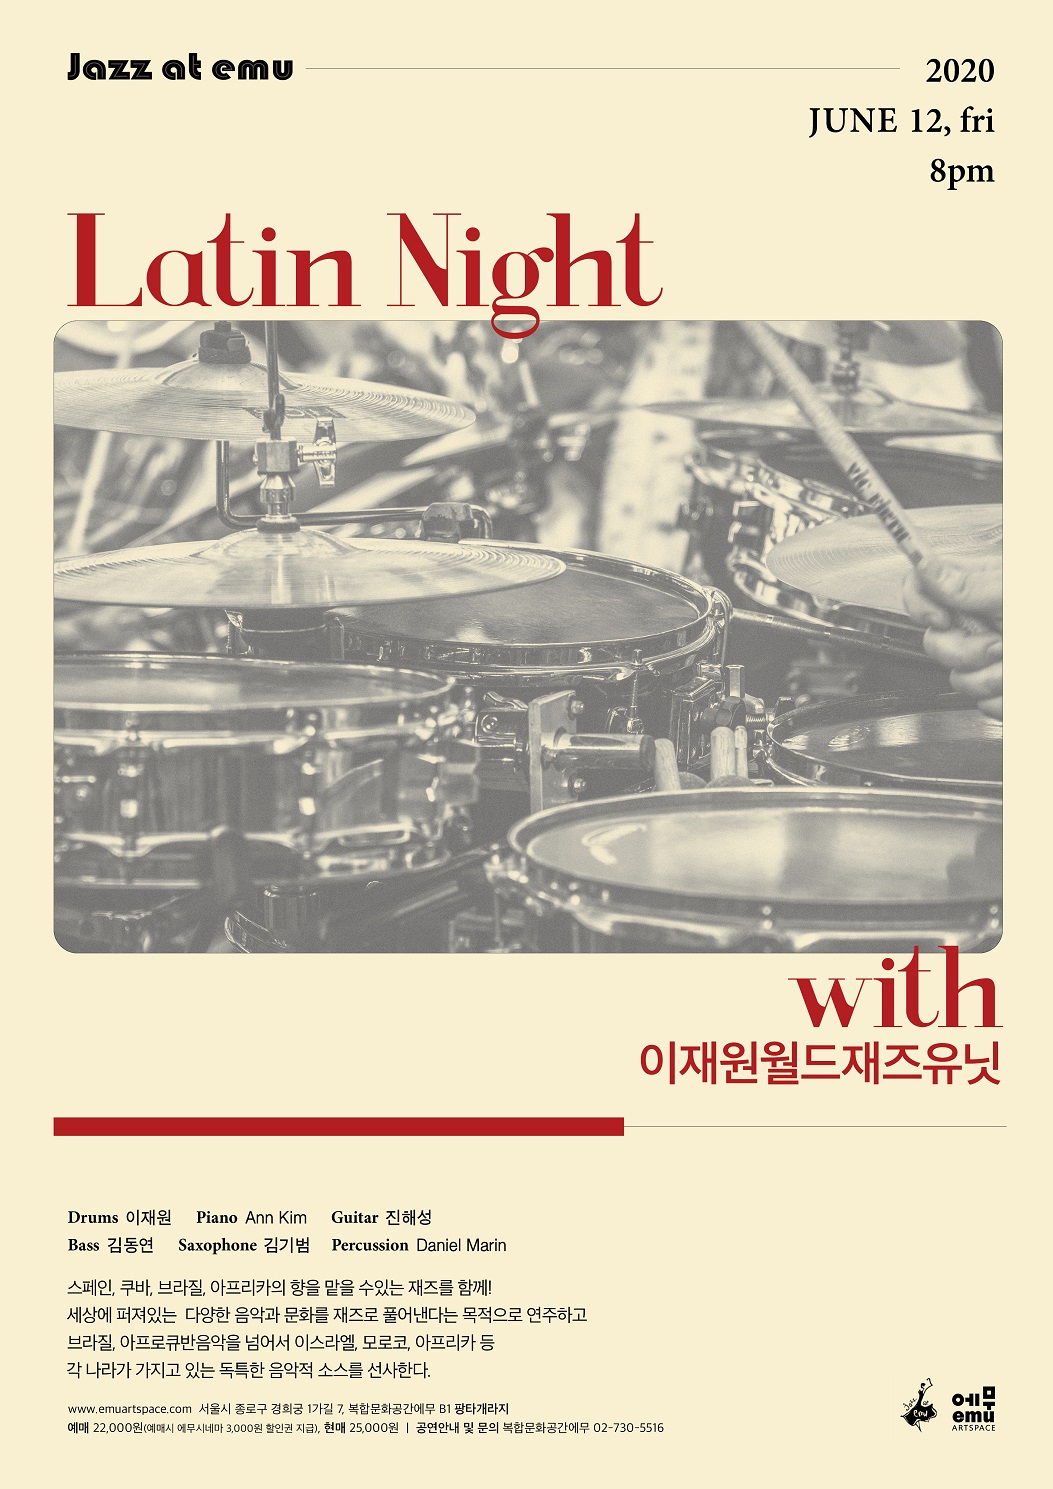 Jazz at emu
2020
JUNE 12, fri
8pm
Latin Night
with
이재원월드재즈유닛
Drums 이재원 Piano Ann Kim Guitar 진해성
Bass 김동연 Saxophone 김기범 Percussion Daniel Marin
스페인, 쿠바, 브라질, 아프리카의 향을 맡을 수있는 재즈를 함께!
세상에 퍼져있는 다양한 음악과 문화를 재즈로 풀어낸다는 목적으로 연주하고
브라질, 아프로큐반음악을 넘어서 이스라엘, 모로코, 아프리카 등
각 나라가 가지고 있는 독특한 음악적 소스를 선사한다.
www.emuartspace.com 서울시 종로구 경희궁 1가길 7, 복합문화공간에무 B1 팡타개라지
예매 22,000원(예매시 에무시네마 3,000원 할인권 지급), 현매 25,000원 | 공연안내 및 문의 복합문화공간에무 02-730-5516
Jazz at emu
에무
emu
ARTSPACE